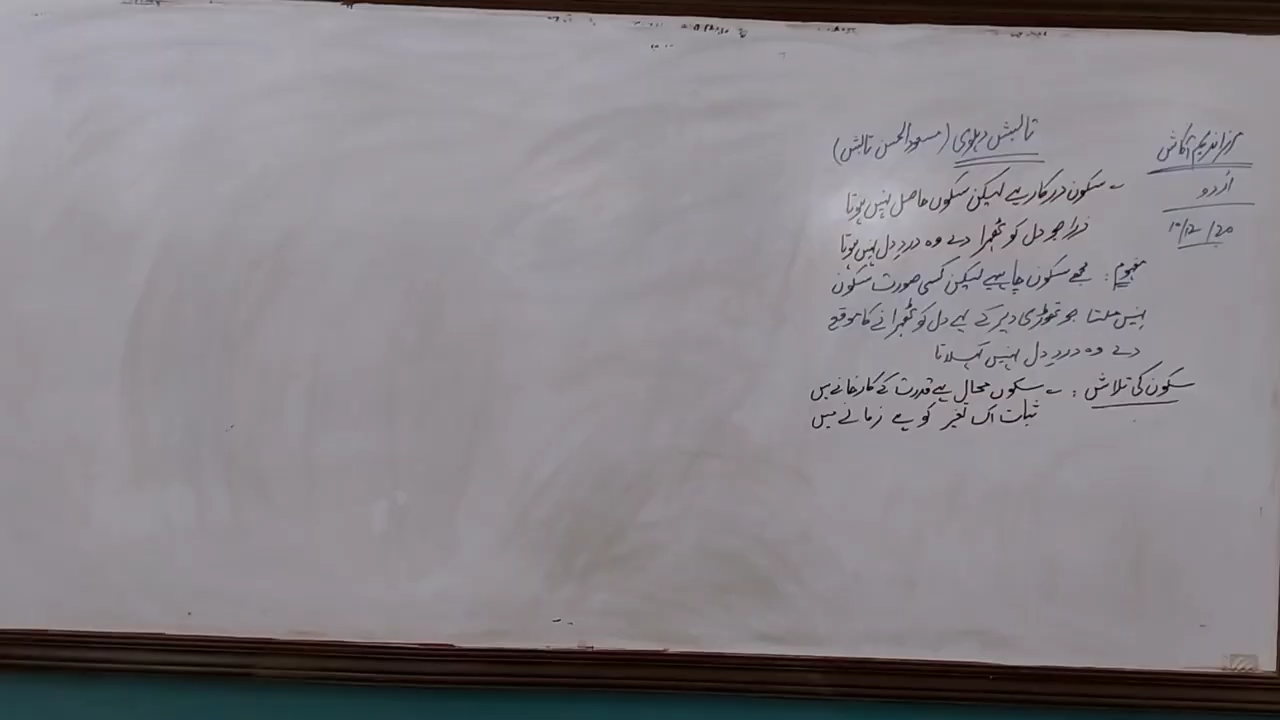 مرزا ندیم آکاش
اُردو
۱۰/۱۲/۲۰
تابش دہلوی (مسعود الحسن تابش)
؎ سکون درکار ہے لیکن سکوں حاصل نہیں ہوتا
ذرا جو دل کو ٹھہرا دے وہ دردِ دل نہیں ہوتا
مفہوم: مجھے سکون چاہیے لیکن کسی صورت سکون
نہیں ملتا جو تھوڑی دیر کے لیے دل کو ٹھہرانے کا موقع
دے وہ دردِ دل نہیں کہلاتا
سکون کی تلاش: ؎ سکوں محال ہے قدرت کے کارخانے میں
ثبات اک تغیر کو ہے زمانے میں